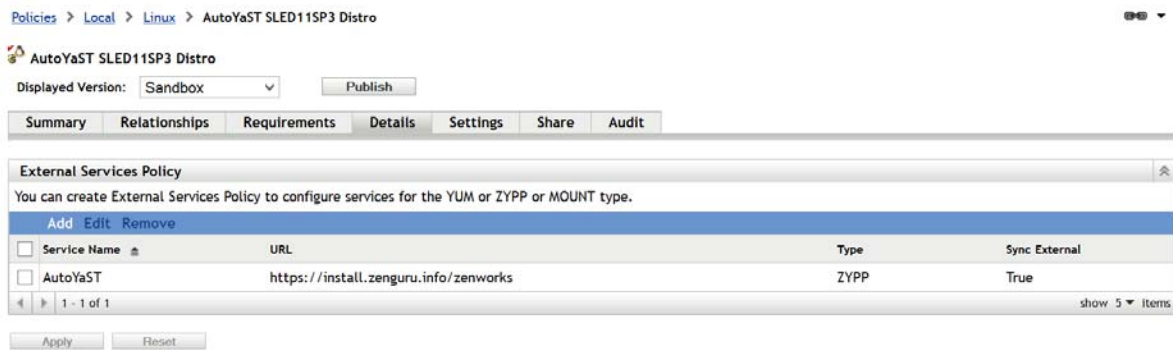 Policies > Local > Linux > AutoYaST SLED11SP3 Distro
AutoYaST SLED11SP3 Distro
Displayed Version: Sandbox Publish
Summary Relationships Requirements Details Settings Share Audit
External Services Policy
You can create External Services Policy to configure services for the YUM or ZYPP or MOUNT type.
Add Edit Remove
Service Name URL Type Sync External
AutoYaST https://install.zenguru.info/zenworks ZYPP True
1 - 1 of 1 show 5 items
Apply Reset